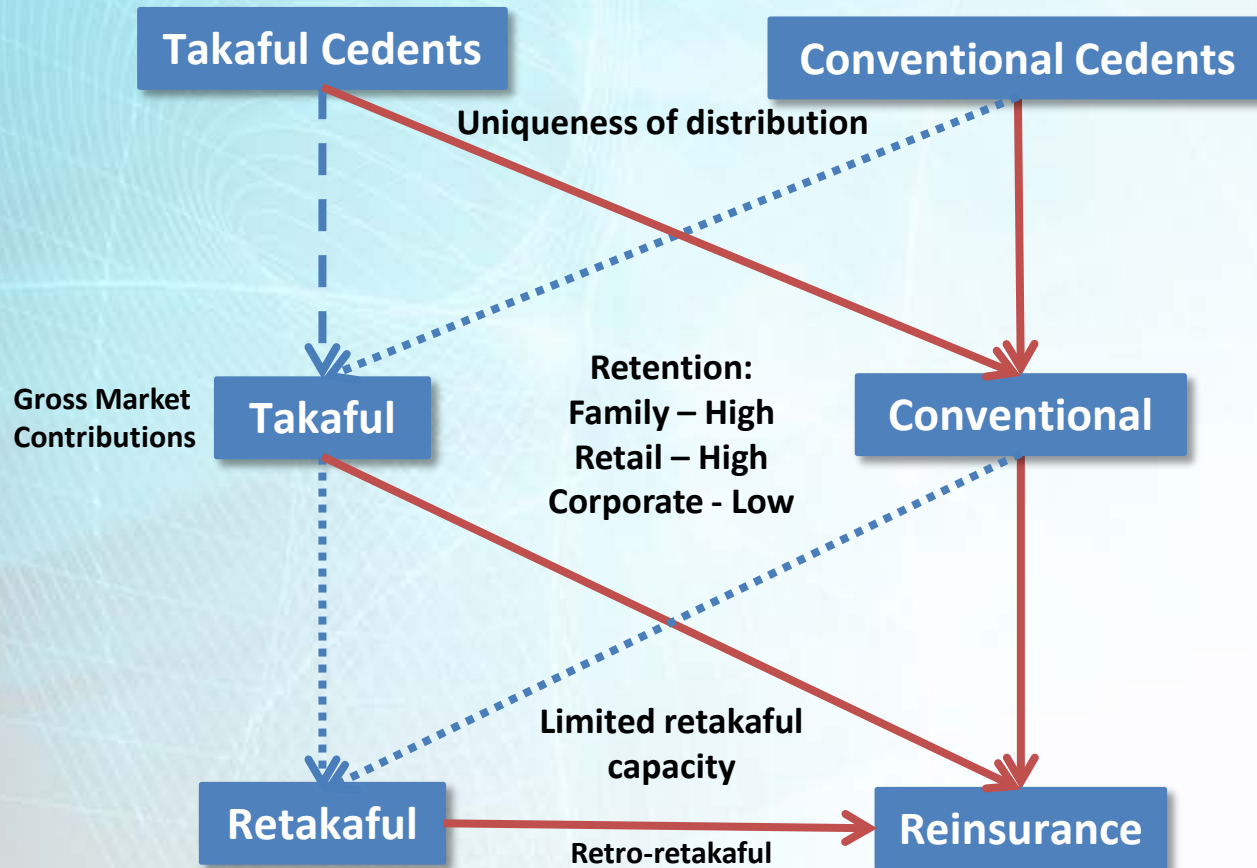 Takaful Cedents
Conventional Cedents
Uniqueness of distribution
Gross Market
Contributions
Takaful
Retention:
Family – High
Retail – High
Corporate - Low
Conventional
Limited retakaful
capacity
Retakaful
Retro-retakaful
Reinsurance